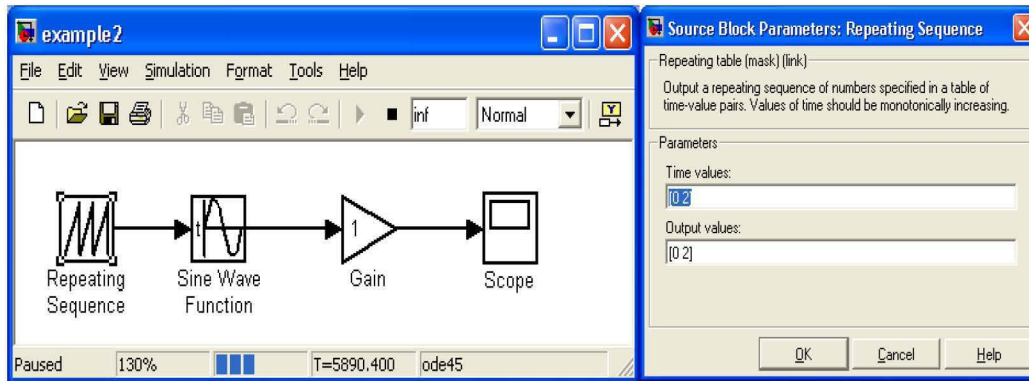 example2
File Edit View Simulation Format Tools Help
inf Normal
t
1
Repeating
Sequence
Sine Wave
Function
Gain
Scope
Paused 130% T=5890.400 ode45
Source Block Parameters: Repeating Sequence
Repeating table (mask) (link)
Output a repeating sequence of numbers specified in a table of
time-value pairs. Values of time should be monotonically increasing.
Parameters
Time values:
[0 2]
Output values:
[0 2]
OK Cancel Help